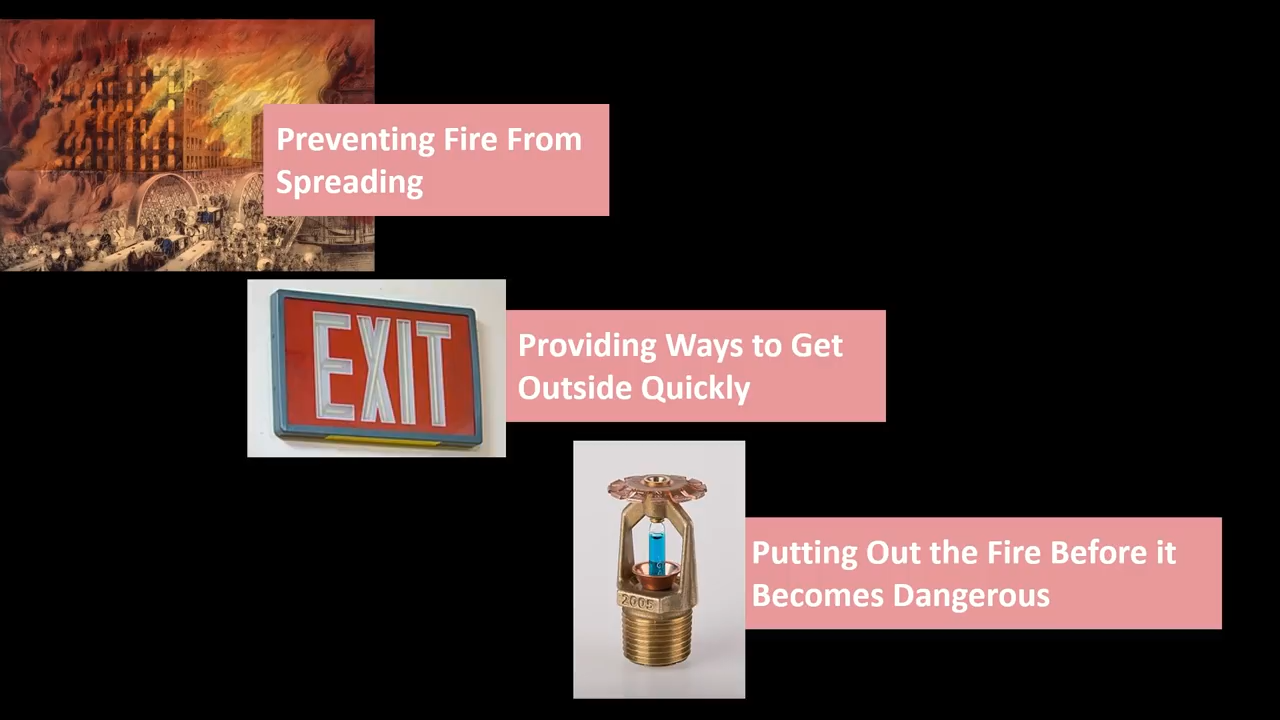 Preventing Fire From
Spreading
EXIT
Providing Ways to Get
Outside Quickly
Putting Out the Fire Before it
Becomes Dangerous
2005